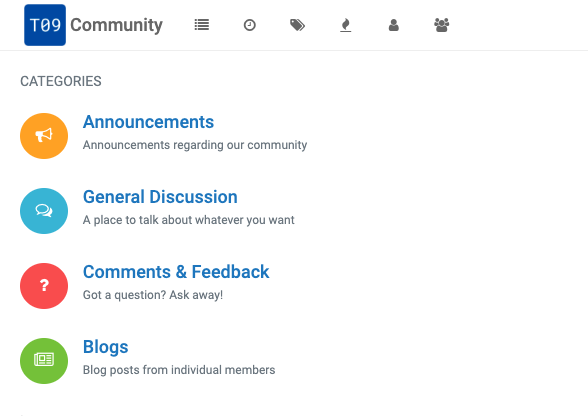 T09 Community
CATEGORIES
Announcements
Announcements regarding our community
General Discussion
A place to talk about whatever you want
Comments & Feedback
?
Got a question? Ask away!
Blogs
Blog posts from individual members